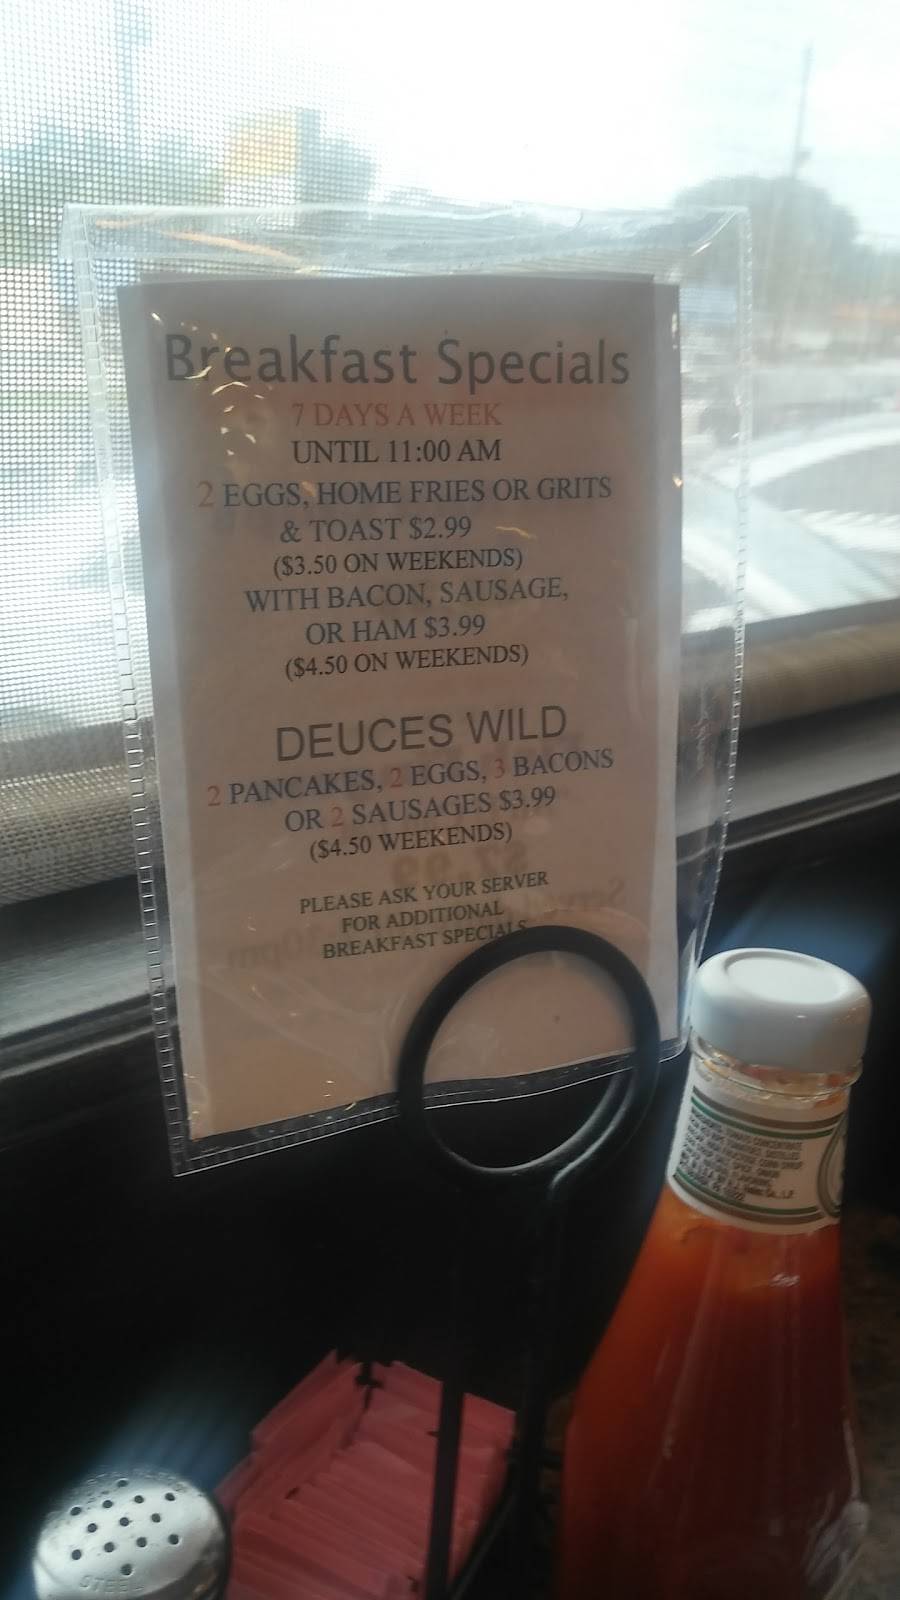 Breakfast Specials
7 DAYS A WEEK
UNTIL 11:00 AM
2 EGGS, HOME FRIES OR GRITS
& TOAST $2.99
($3.50 ON WEEKENDS)
WITH BACON, SAUSAGE,
OR HAM $3.99
($4.50 ON WEEKENDS)
DEUCES WILD
2 PANCAKES, 2 EGGS, 3 BACONS
OR 2 SAUSAGES $3.99
($4.50 WEEKENDS)
PLEASE ASK YOUR SERVER
FOR ADDITIONAL
BREAKFAST SPECIALS
STEEL